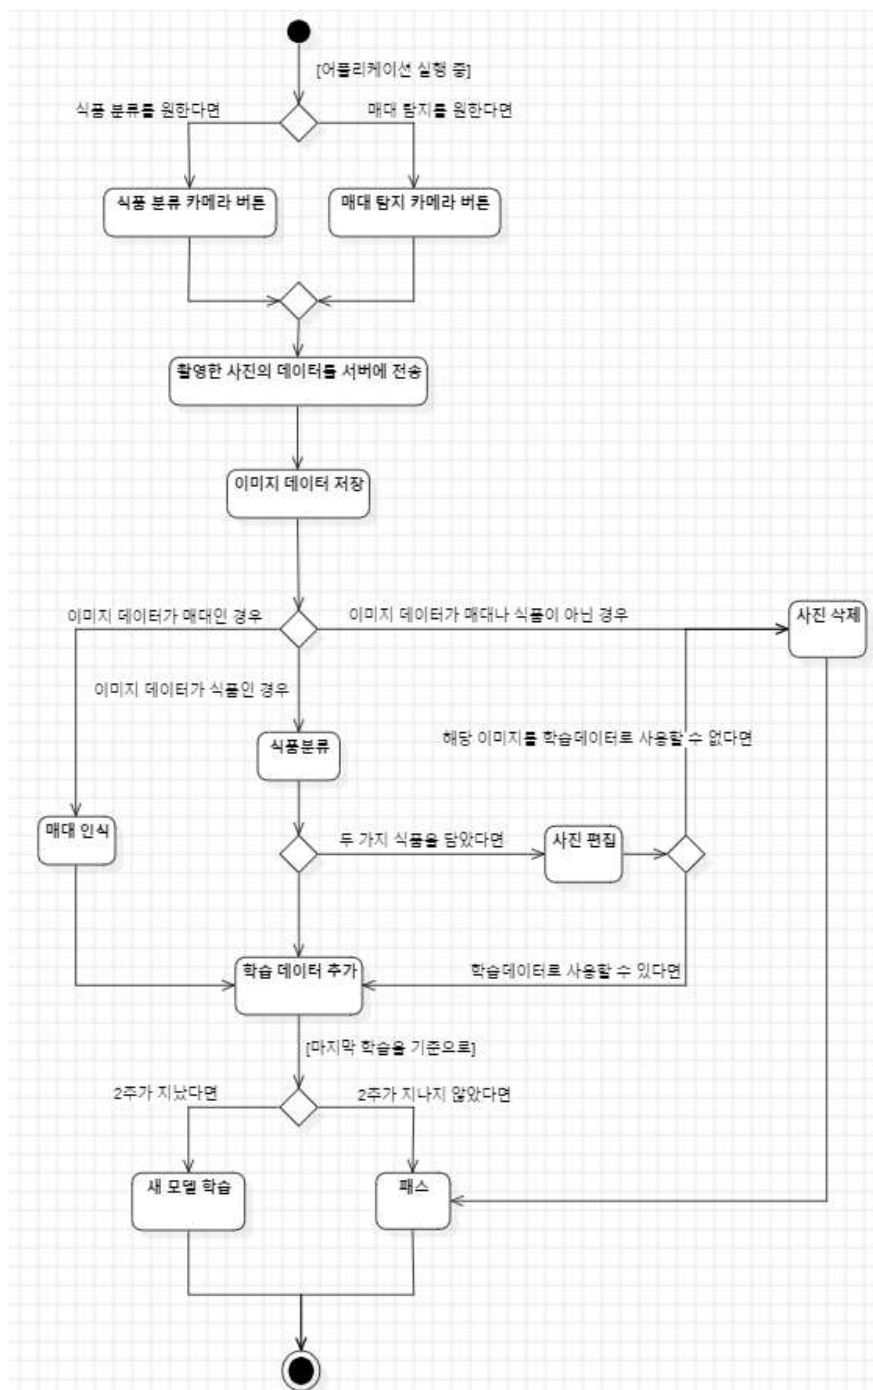 [어플리케이션 실행 중]
식품 분류를 원한다면
매대 탐지를 원한다면
식품 분류 카메라 버튼
매대 탐지 카메라 버튼
촬영한 사진의 데이터를 서버에 전송
이미지 데이터 저장
이미지 데이터가 매대인 경우
이미지 데이터가 매대나 식품이 아닌 경우
사진 삭제
이미지 데이터가 식품인 경우
식품분류
해당 이미지를 학습데이터로 사용할 수 없다면
매대 인식
두 가지 식품을 담았다면
사진 편집
학습 데이터 추가
학습데이터로 사용할 수 있다면
[마지막 학습을 기준으로]
2주가 지났다면
2주가 지나지 않았다면
새 모델 학습
패스